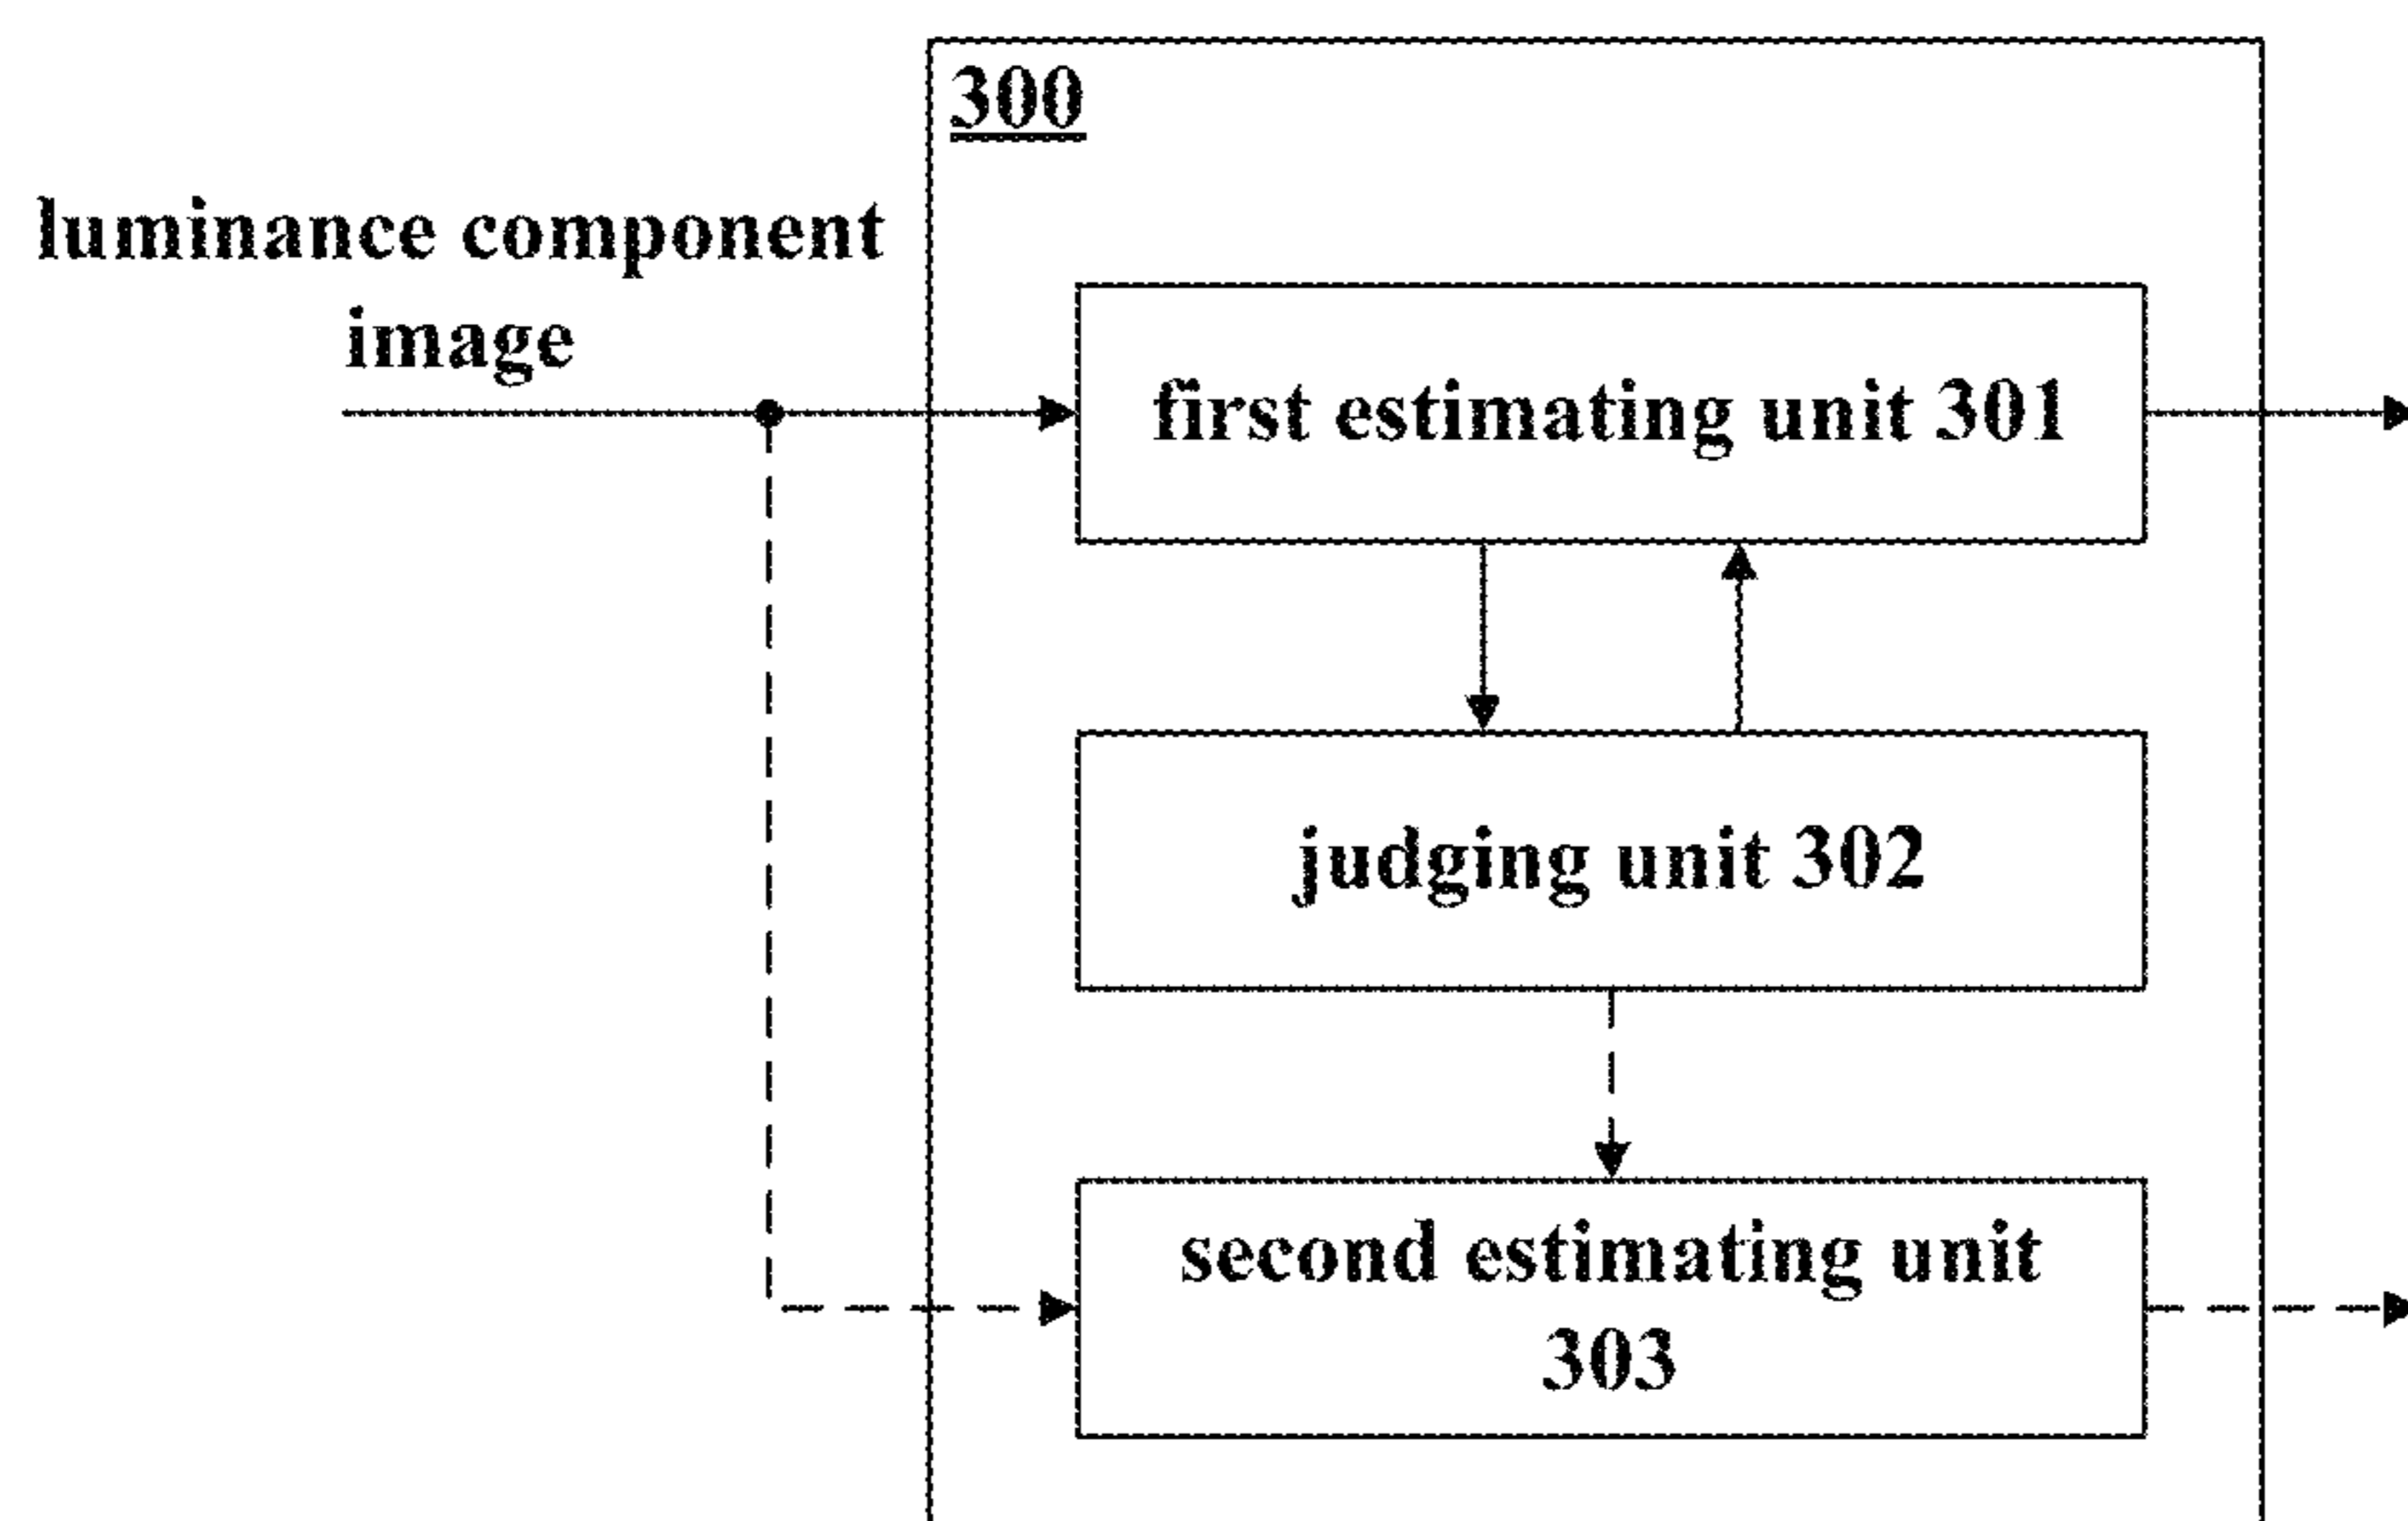 300
luminance component
image
first estimating unit 301
judging unit 302
second estimating unit
303